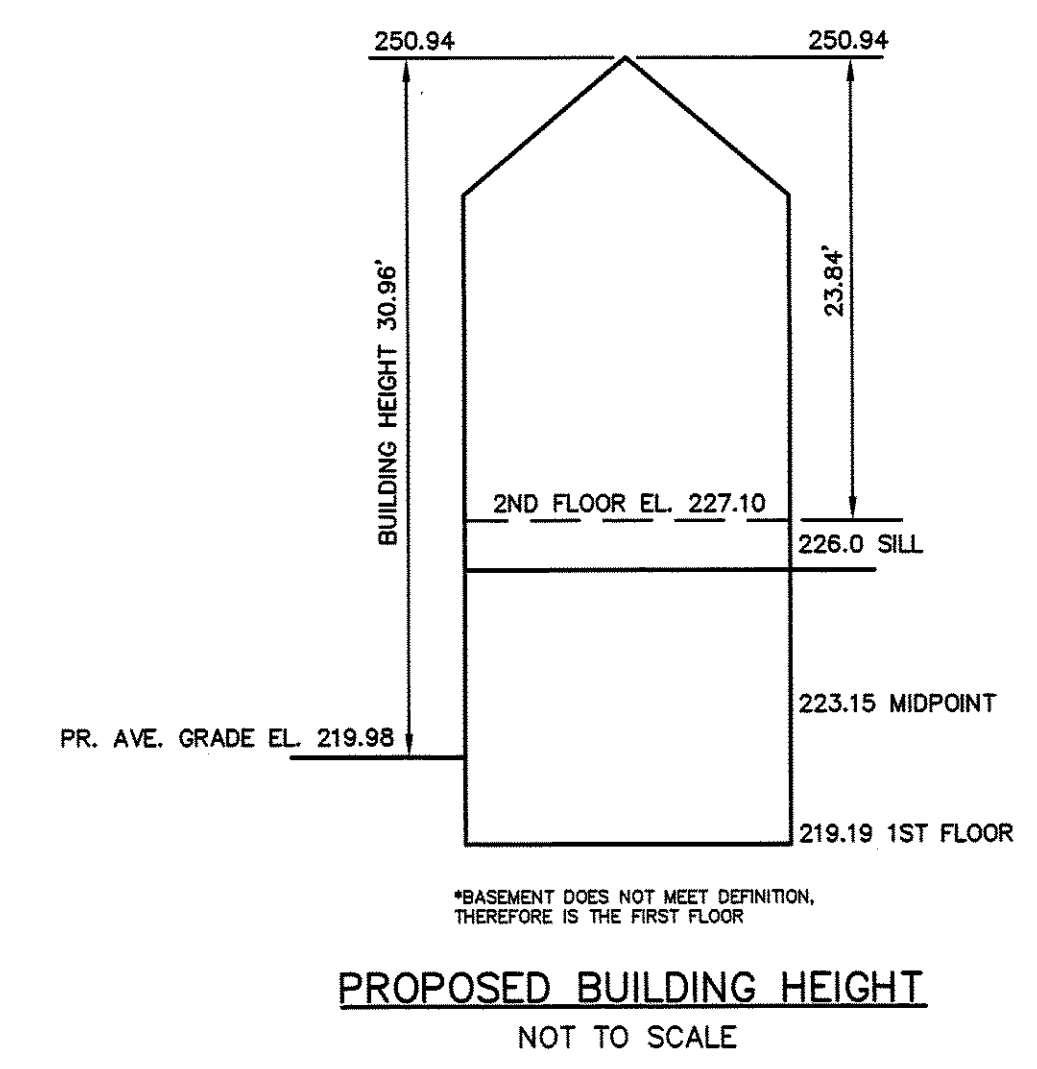 250.94
250.94
BUILDING HEIGHT 30.96'
23.84'
2ND FLOOR EL. 227.10
226.0 SILL
223.15 MIDPOINT
PR. AVE. GRADE EL. 219.98
219.19 1ST FLOOR
*BASEMENT DOES NOT MEET DEFINITION,
THEREFORE IS THE FIRST FLOOR
PROPOSED BUILDING HEIGHT
NOT TO SCALE